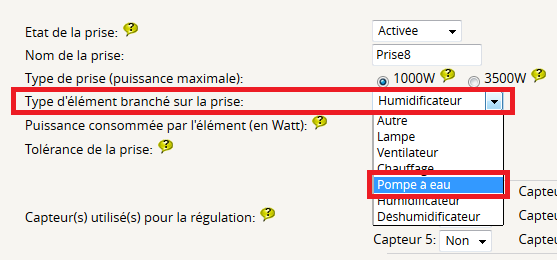 Etat de la prise: Activée
Nom de la prise: Prise8
Type de prise (puissance maximale): 1000W 3500W
Type d'élément branché sur la prise: Humidificateur
Puissance consommée par l'élément (en Watt): Autre
Lampe
Tolérance de la prise: Ventilateur
Chauffage
Pompe à eau Capteu
Humidificateur Capteu
Capteur(s) utilisé(s) pour la régulation: Deshumidificateur Capteu
Capteur 5: Non Capteu